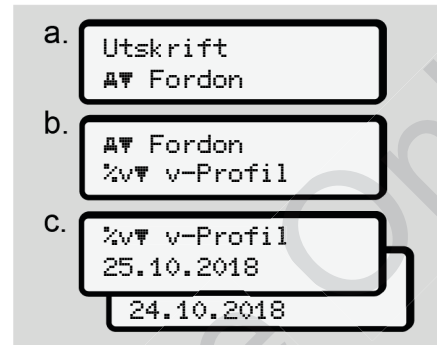 a.
Utskrift
A▼ Fordon
b.
A▼ Fordon
%v▼ v-Profil
c.
%v▼ v-Profil
25.10.2018
24.10.2018